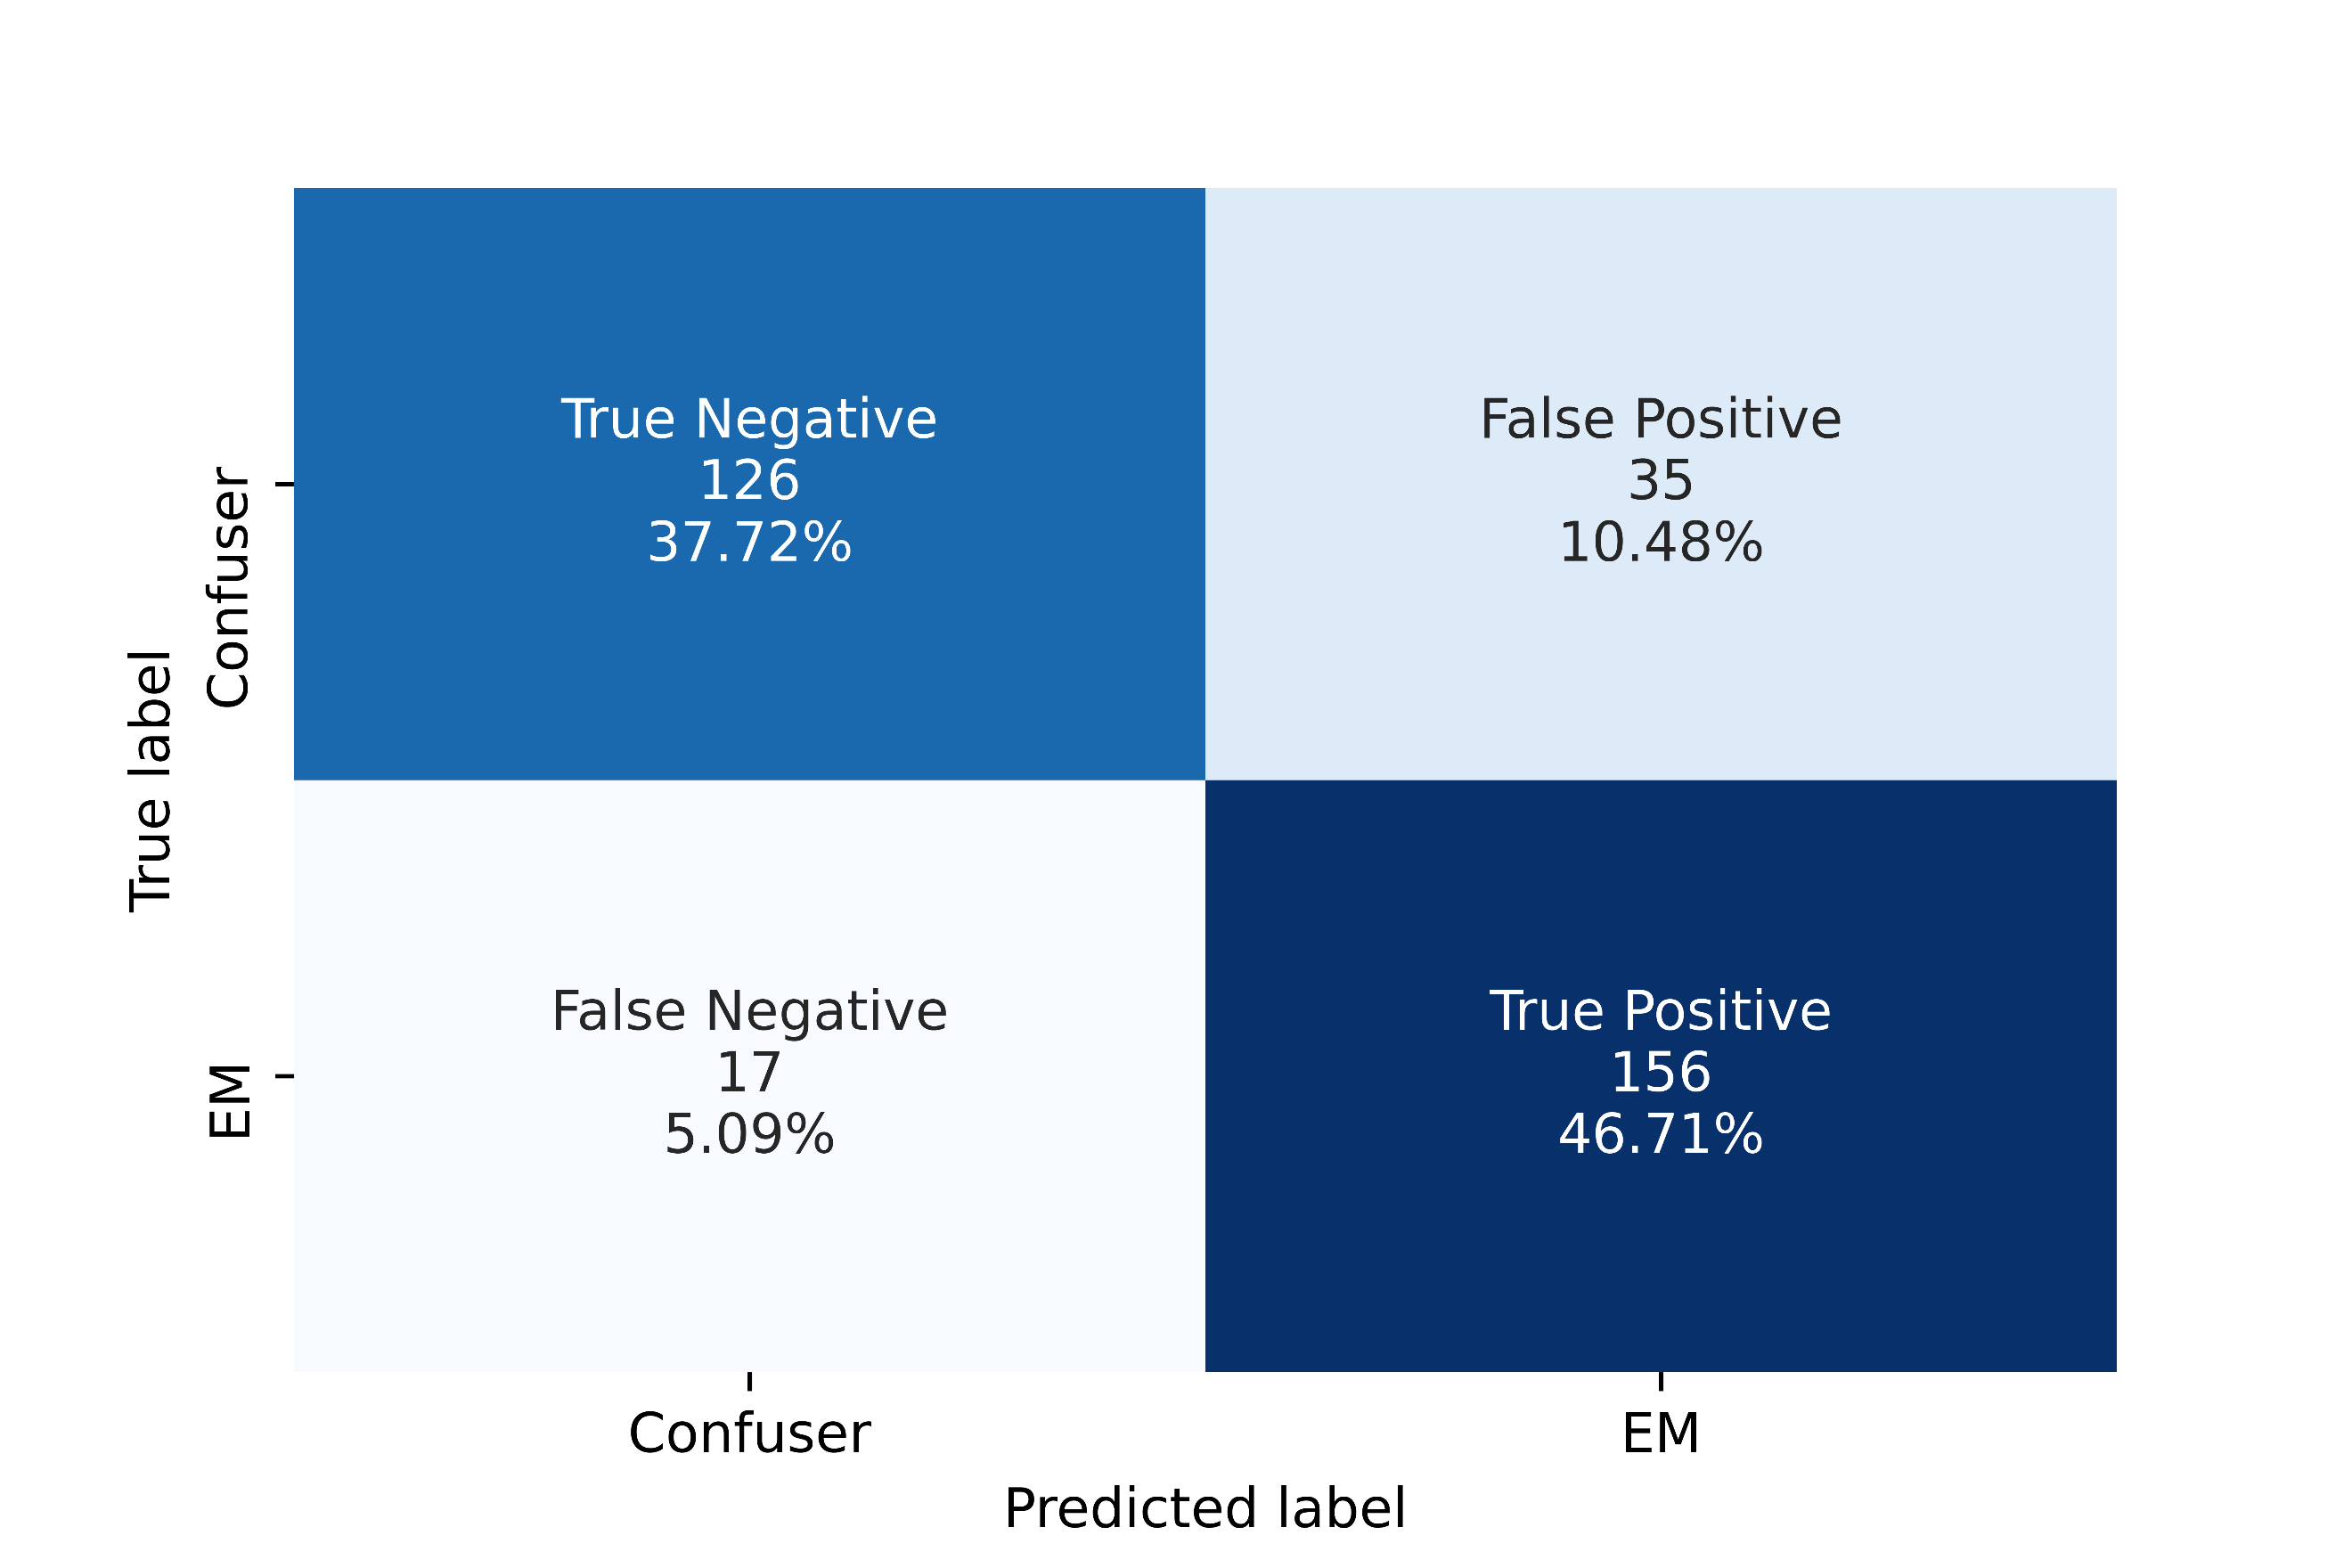 True label
Confuser
True Negative
126
37.72%
False Positive
35
10.48%
EM
False Negative
17
5.09%
True Positive
156
46.71%
Confuser
EM
Predicted label